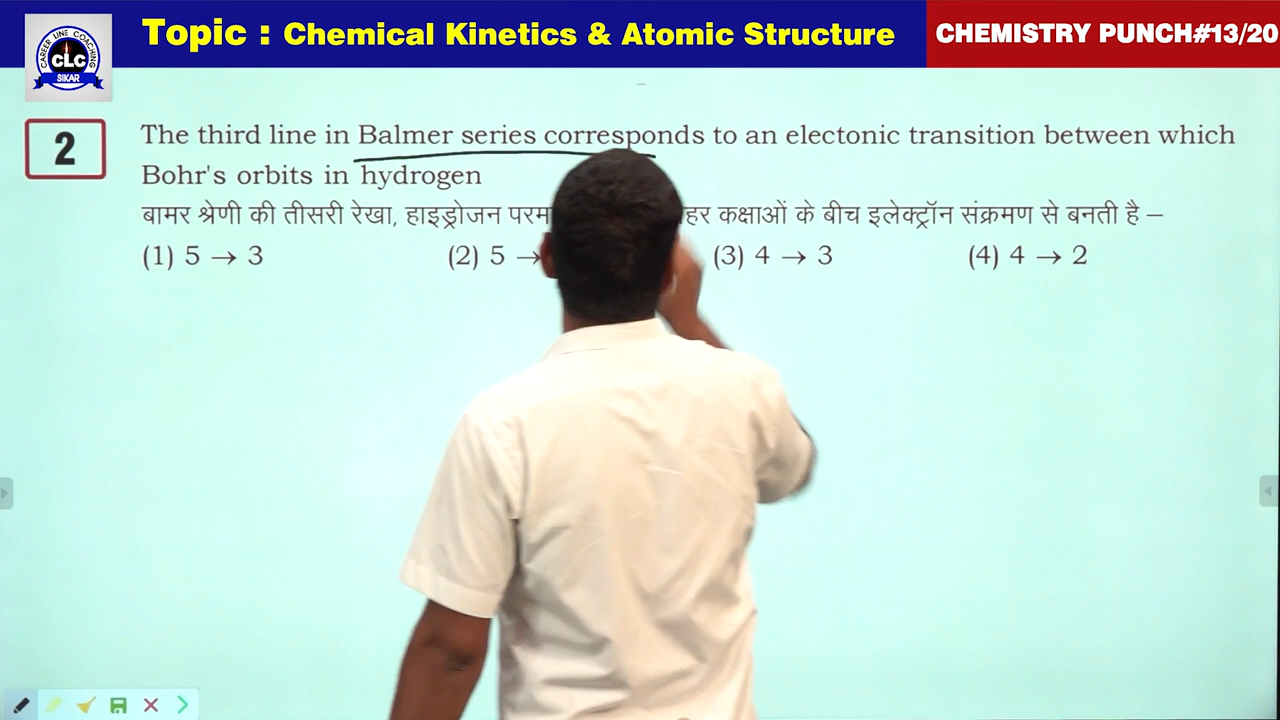 Topic : Chemical Kinetics & Atomic Structure
CHEMISTRY PUNCH#13/20
CAREER LINE COACHING
CLC
SIKAR
2
The third line in Balmer series corresponds to an electonic transition between which
Bohr's orbits in hydrogen
बामर श्रेणी की तीसरी रेखा, हाइड्रोजन कक्षाओं के बीच इलेक्ट्रॉन संक्रमण से बनती है –
(1) 5 → 3 (2) 5 → (3) 4 → 3 (4) 4 → 2